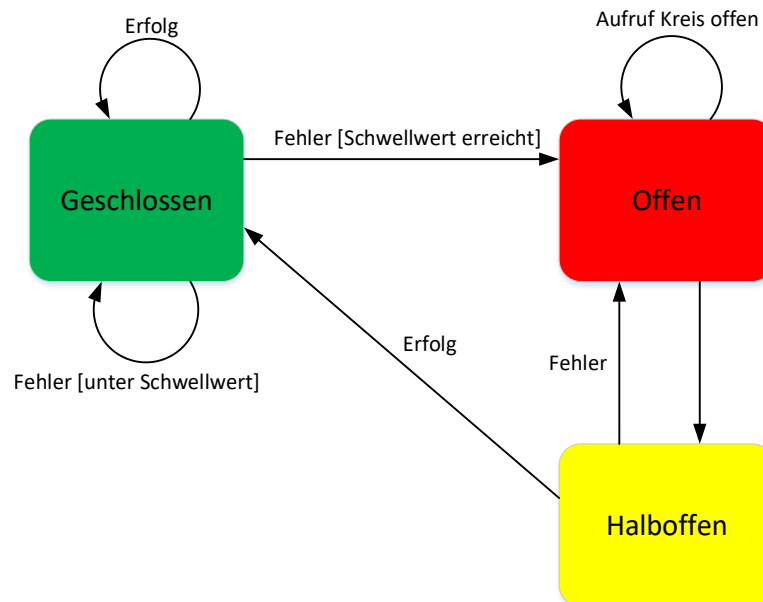 Erfolg
Aufruf Kreis offen
Fehler [Schwellwert erreicht]
Geschlossen
Offen
Erfolg
Fehler
Fehler [unter Schwellwert]
Halboffen